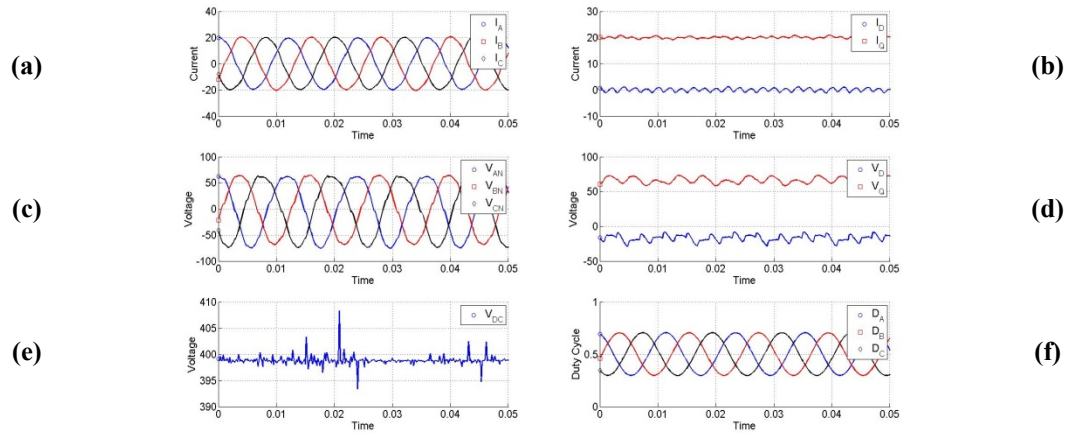 (a)
40
20
0
-20
-40
0
0.01
0.02
0.03
0.04
0.05
Current
Time
I_A
I_B
I_C
30
20
10
0
-10
0
0.01
0.02
0.03
0.04
0.05
Current
Time
I_D
I_Q
(b)
(c)
100
50
0
-50
-100
0
0.01
0.02
0.03
0.04
0.05
Voltage
Time
V_AN
V_BN
V_CN
100
50
0
-50
0
0.01
0.02
0.03
0.04
0.05
Voltage
Time
V_D
V_Q
(d)
(e)
410
405
400
395
390
0
0.01
0.02
0.03
0.04
0.05
Voltage
Time
V_DC
1
0.5
0
0
0.01
0.02
0.03
0.04
0.05
Duty Cycle
Time
D_A
D_B
D_C
(f)